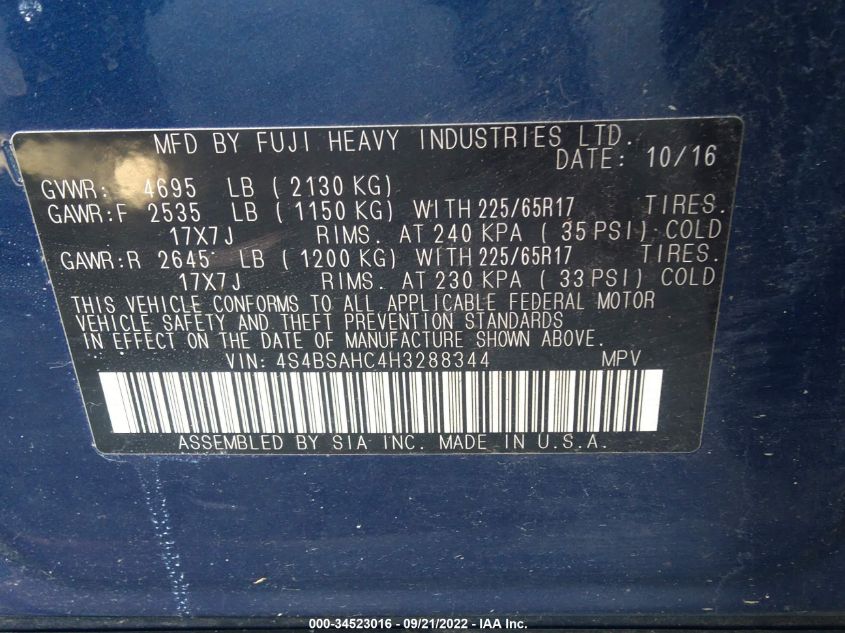 MFD BY FUJI HEAVY INDUSTRIES LTD.
DATE: 10/16
GVWR: 4695 LB (2130 KG)
GAWR:F 2535 LB (1150 KG) WITH 225/65R17 TIRES.
17X7J RIMS. AT 240 KPA (35 PSI) COLD
GAWR:R 2645 LB (1200 KG) WITH 225/65R17 TIRES.
17X7J RIMS. AT 230 KPA (33 PSI) COLD
THIS VEHICLE CONFORMS TO ALL APPLICABLE FEDERAL MOTOR
VEHICLE SAFETY AND THEFT PREVENTION STANDARDS
IN EFFECT ON THE DATE OF MANUFACTURE SHOWN ABOVE.
VIN: 4S4BSAHC4H3288344 MPV
ASSEMBLED BY SIA INC. MADE IN U.S.A.
000-34523016 - 09/21/2022 - IAA Inc.